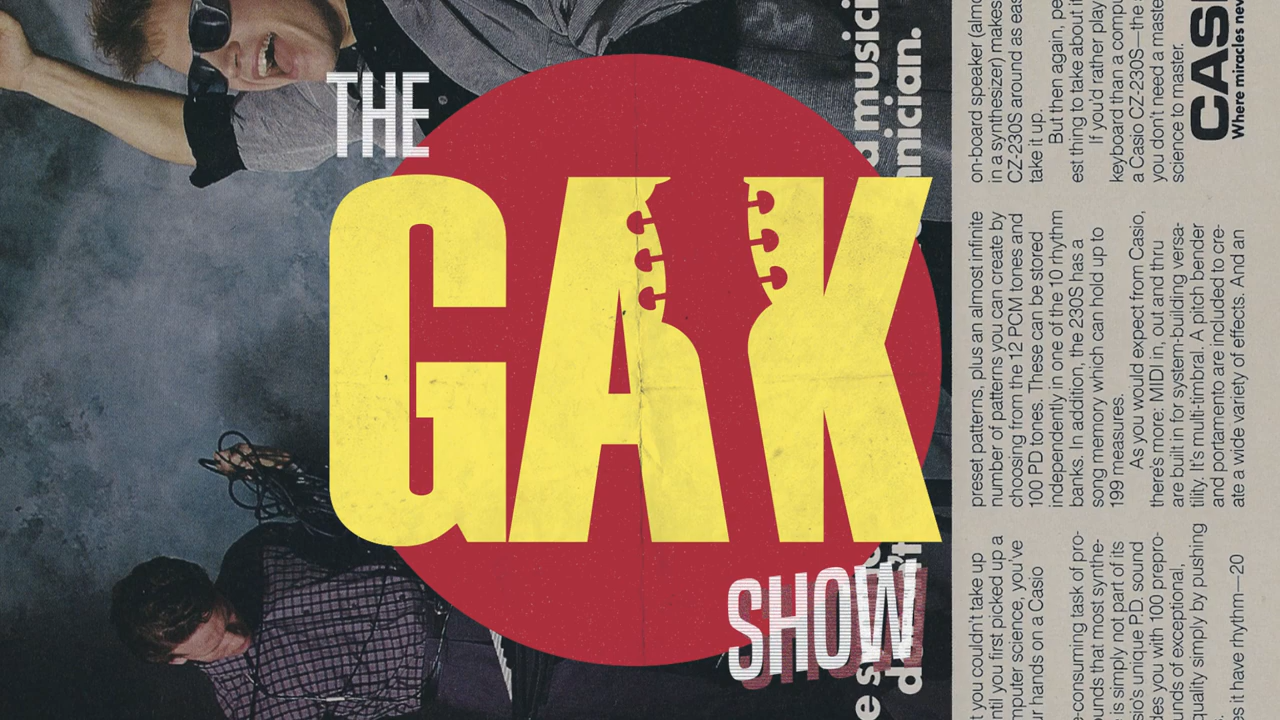 THE
GAK
SHOW
a musici
nnician.
t you couldn't take up
ntil you first picked up a
mputer science, you've
ur hands on a Casio
e-consuming task of pro-
unds that most synthe-
is simply not part of its
sio's unique P.D. sound
les you with 100 prepro-
unds of exceptional,
quality simply by pushing
s it have rhythm—20
preset patterns, plus an almost infinite
number of patterns you can create by
choosing from the 12 PCM tones and
100 PD tones. These can be stored
independently in one of the 10 rhythm
banks. In addition, the 230S has a
song memory which can hold up to
199 measures.
As you would expect from Casio,
there's more: MIDI in, out and thru
are built in for system-building versa-
tility. It's multi-timbral. A pitch bender
and portamento are included to cre-
ate a wide variety of effects. And an
on-board speaker (almo
in a synthesizer) makes
CZ-230S around as eas
take it up.
But then again, pe
est thing to take about it
If you'd rather play
keyboard than a compu
a Casio CZ-230S—the s
you don't need a maste
science to master.
CASI
Where miracles nev